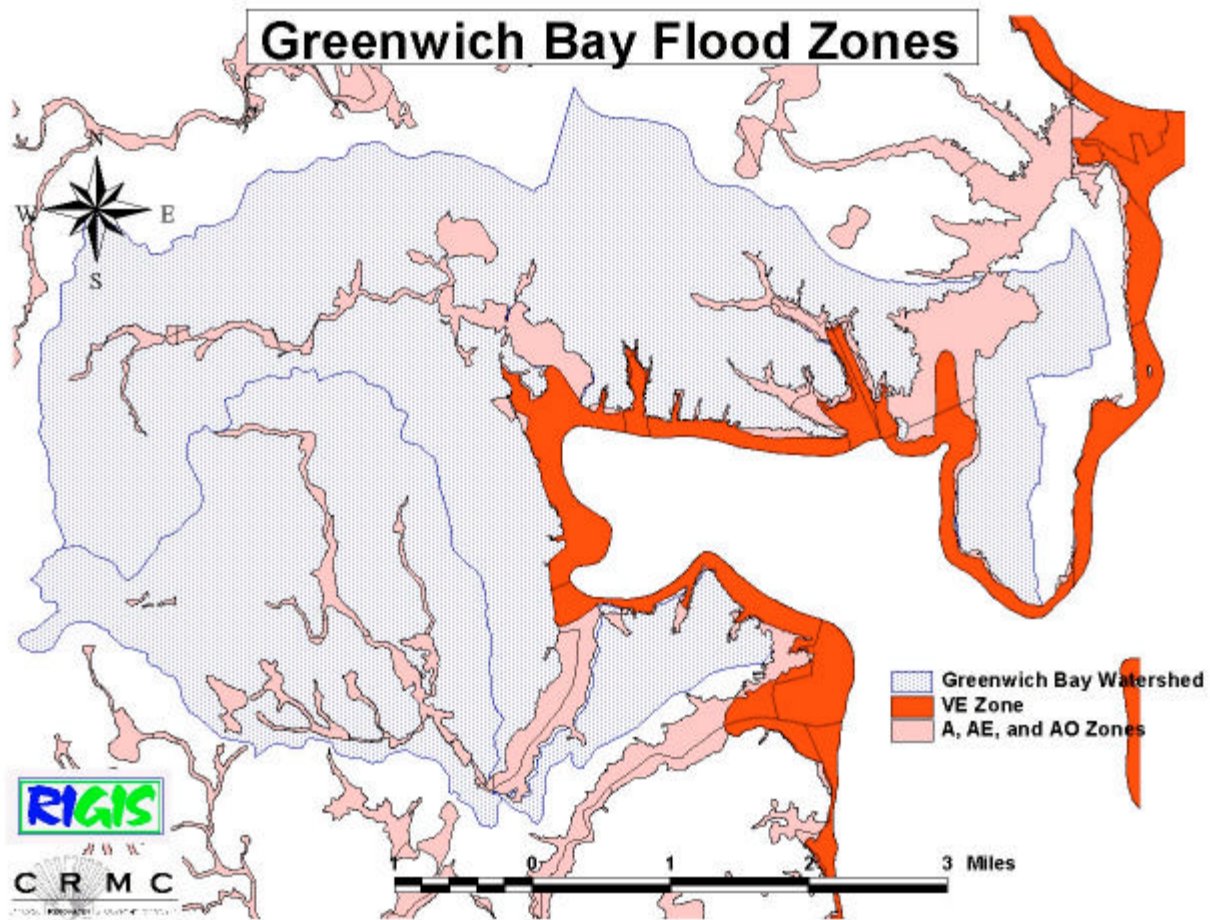 Greenwich Bay Flood Zones
N
W E
S
Greenwich Bay Watershed
VE Zone
A, AE, and AO Zones
RIGIS
CRMC
1 0 1 2 3 Miles